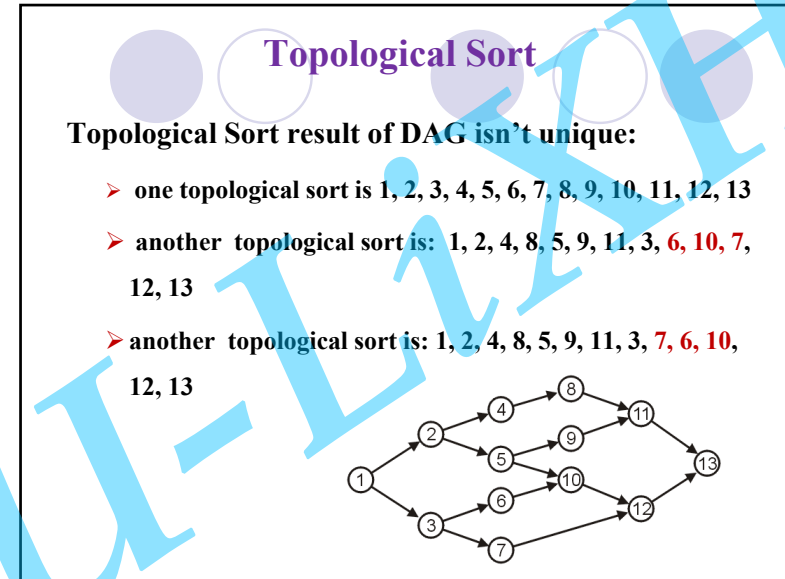 Topological Sort
Topological Sort result of DAG isn't unique:
➢ one topological sort is 1, 2, 3, 4, 5, 6, 7, 8, 9, 10, 11, 12, 13
➢ another topological sort is: 1, 2, 4, 8, 5, 9, 11, 3, 6, 10, 7,
12, 13
➢ another topological sort is: 1, 2, 4, 8, 5, 9, 11, 3, 7, 6, 10,
12, 13
8
4
11
2
9
5
13
1
10
6
12
3
7
u-LiXH